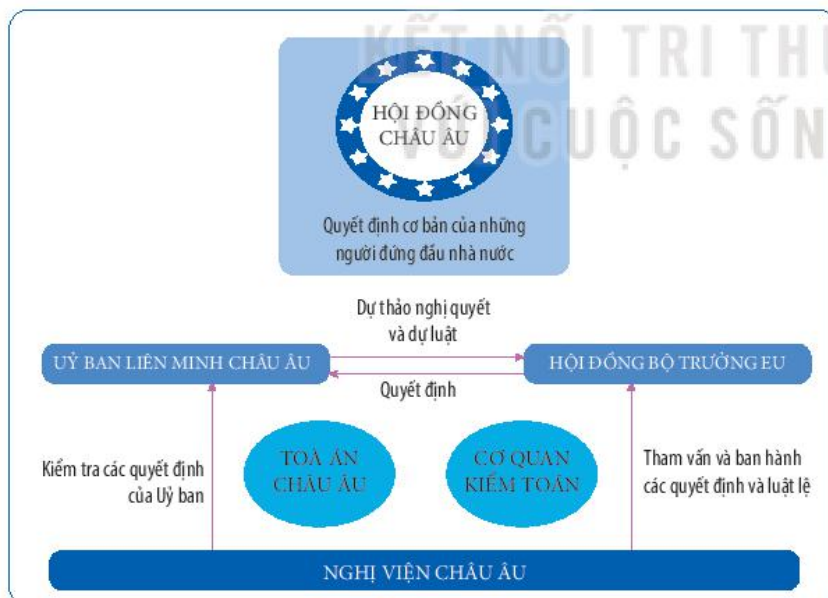 KẾT NỐI TRI THỨ
VỚI CUỘC SỐN
HỘI ĐỒNG
CHÂU ÂU
Quyết định cơ bản của những
người đứng đầu nhà nước
Dự thảo nghị quyết
và dự luật
UỶ BAN LIÊN MINH CHÂU ÂU
HỘI ĐỒNG BỘ TRƯỞNG EU
Quyết định
Kiểm tra các quyết định
của Uỷ ban
TOÀ ÁN
CHÂU ÂU
CƠ QUAN
KIỂM TOÁN
Tham vấn và ban hành
các quyết định và luật lệ
NGHỊ VIỆN CHÂU ÂU